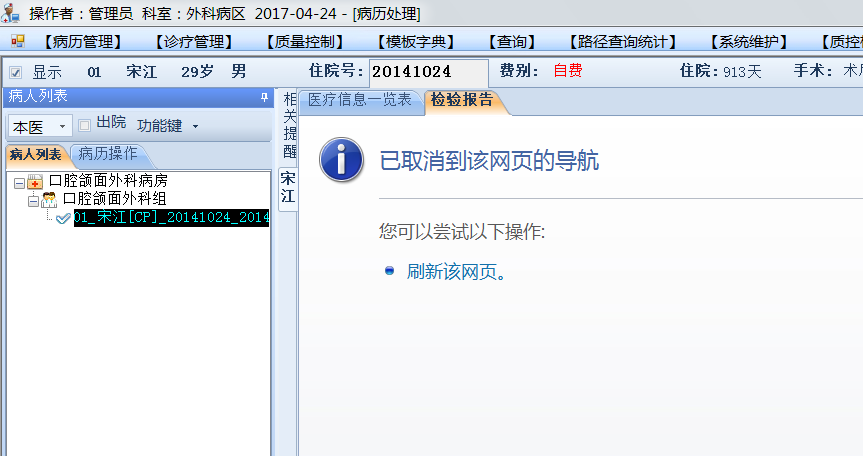 操作者：管理员 科室：外科病区 2017-04-24 - [病历处理]
【病历管理】 【诊疗管理】 【质量控制】 【模板字典】 【查询】 【路径查询统计】 【系统维护】 【质控
显示 01 宋江 29岁 男 住院号: 20141024 费别: 自费 住院: 913天 手术: 术后
病人列表
本医 出院 功能键
病人列表 病历操作
口腔颌面外科病房
口腔颌面外科组
01_宋江[CP]_20141024_2014
相关提醒
宋江
医疗信息一览表 检验报告
已取消到该网页的导航
您可以尝试以下操作:
刷新该网页。